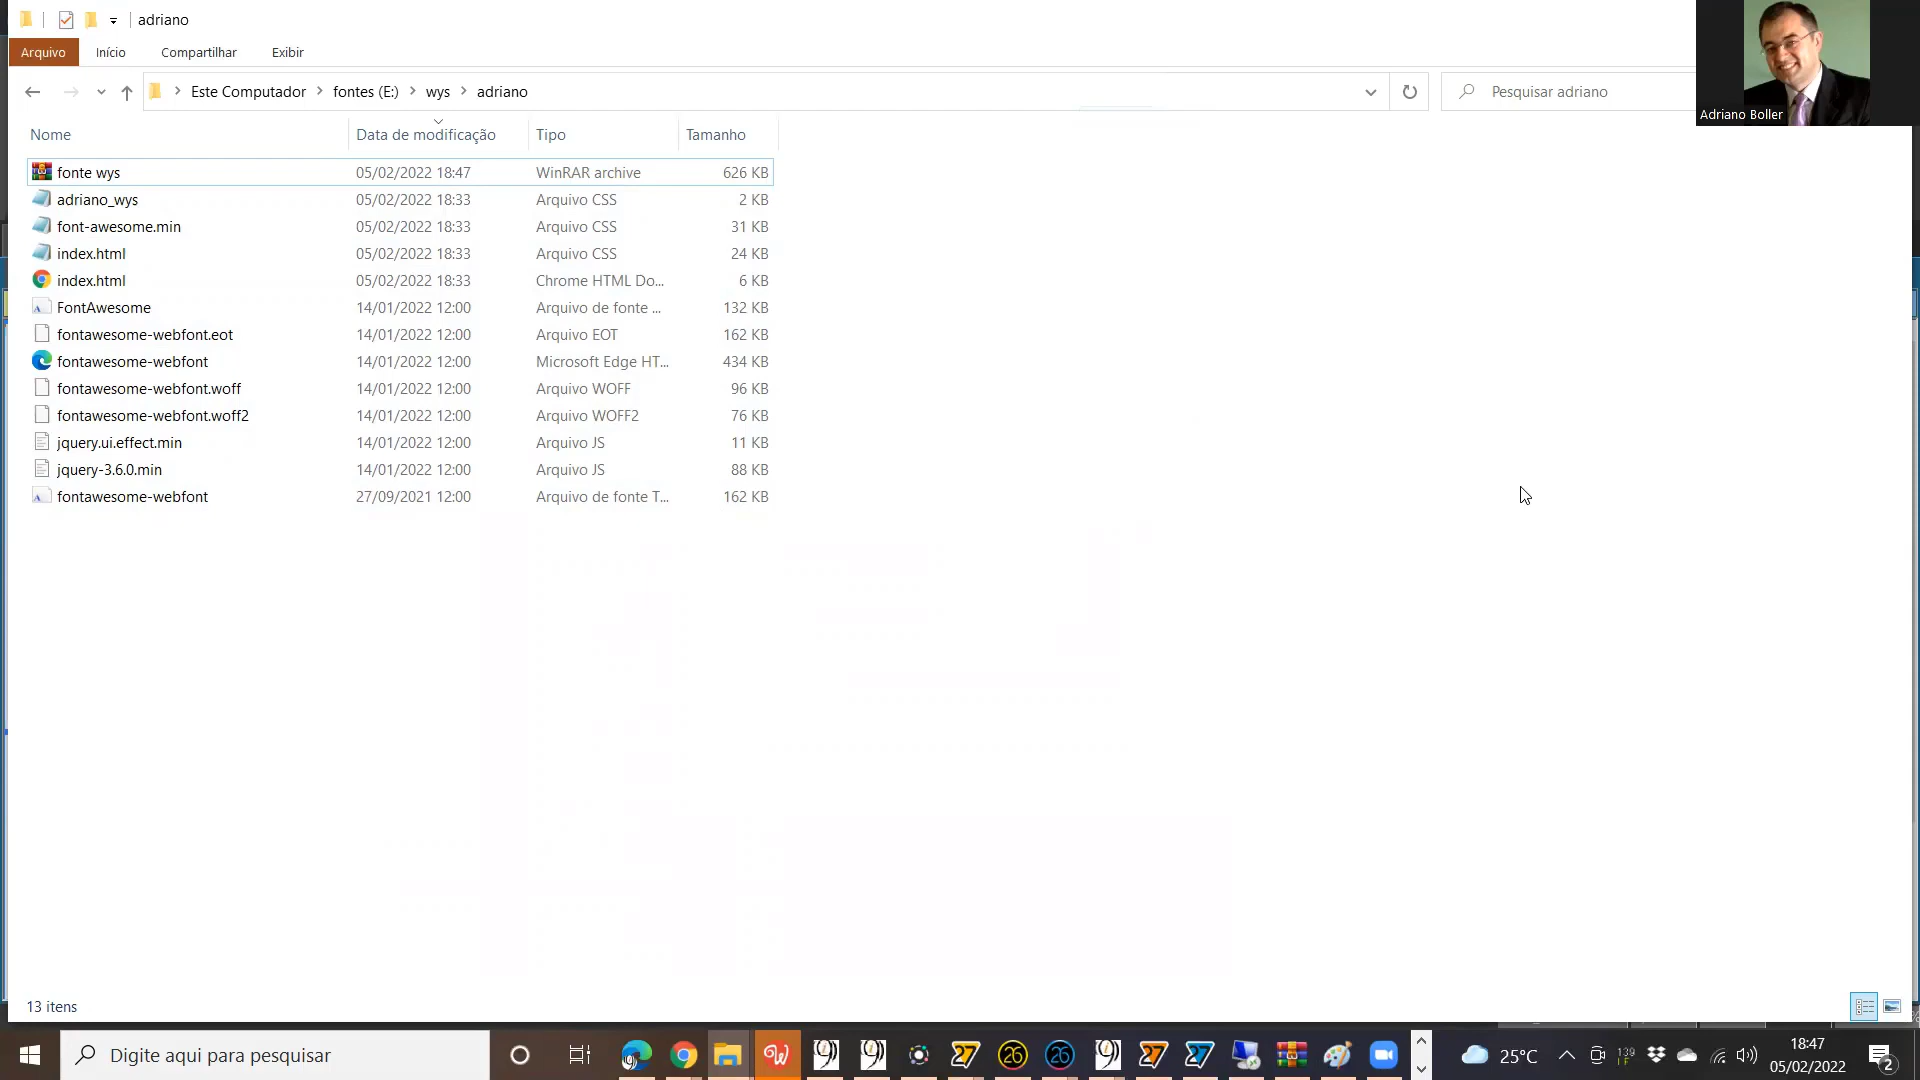 adriano
Arquivo Início Compartilhar Exibir
Este Computador fontes (E:) wys adriano Pesquisar adriano
Adriano Boller
Nome Data de modificação Tipo Tamanho
fonte wys 05/02/2022 18:47 WinRAR archive 626 KB
adriano_wys 05/02/2022 18:33 Arquivo CSS 2 KB
font-awesome.min 05/02/2022 18:33 Arquivo CSS 31 KB
index.html 05/02/2022 18:33 Arquivo CSS 24 KB
index.html 05/02/2022 18:33 Chrome HTML Do... 6 KB
FontAwesome 14/01/2022 12:00 Arquivo de fonte ... 132 KB
fontawesome-webfont.eot 14/01/2022 12:00 Arquivo EOT 162 KB
fontawesome-webfont 14/01/2022 12:00 Microsoft Edge HT... 434 KB
fontawesome-webfont.woff 14/01/2022 12:00 Arquivo WOFF 96 KB
fontawesome-webfont.woff2 14/01/2022 12:00 Arquivo WOFF2 76 KB
jquery.ui.effect.min 14/01/2022 12:00 Arquivo JS 11 KB
jquery-3.6.0.min 14/01/2022 12:00 Arquivo JS 88 KB
fontawesome-webfont 27/09/2021 12:00 Arquivo de fonte T... 162 KB
13 itens
Digite aqui para pesquisar 27 26 26 27 27 25°C 139 18:47
05/02/2022 2